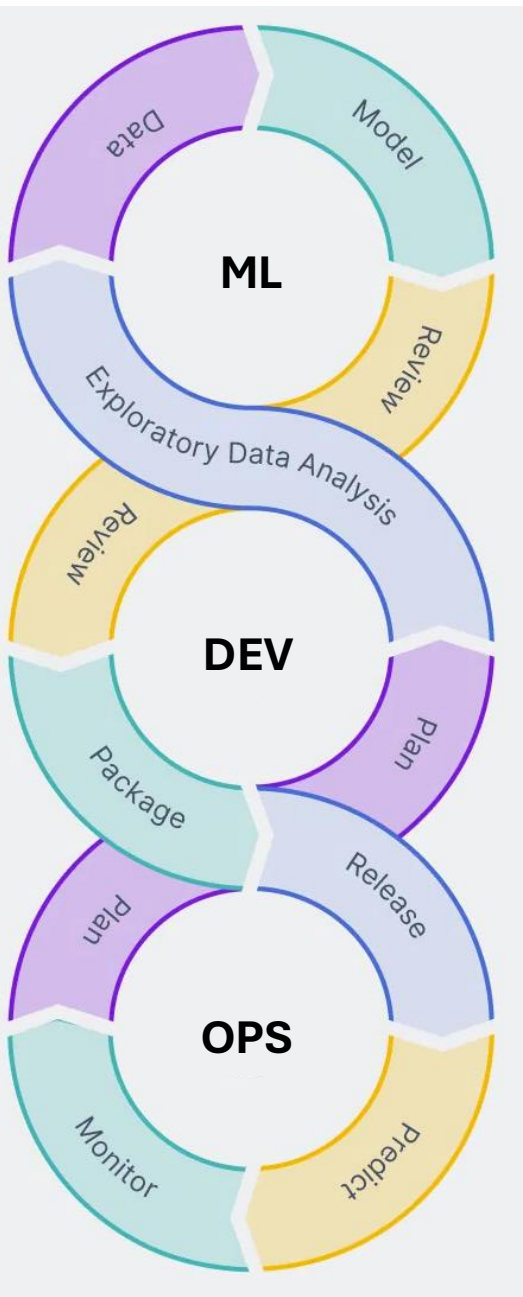 Data
Model
ML
Review
Exploratory Data Analysis
Review
DEV
Plan
Package
Release
Plan
OPS
Monitor
Predict